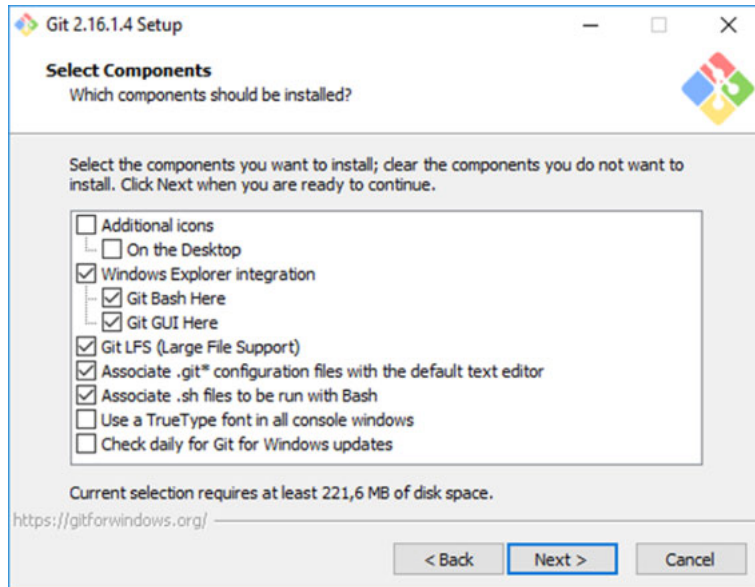 Git 2.16.1.4 Setup
Select Components
Which components should be installed?
Select the components you want to install; clear the components you do not want to
install. Click Next when you are ready to continue.
Additional icons
On the Desktop
Windows Explorer integration
Git Bash Here
Git GUI Here
Git LFS (Large File Support)
Associate .git* configuration files with the default text editor
Associate .sh files to be run with Bash
Use a TrueType font in all console windows
Check daily for Git for Windows updates
Current selection requires at least 221,6 MB of disk space.
https://gitforwindows.org/
< Back Next > Cancel